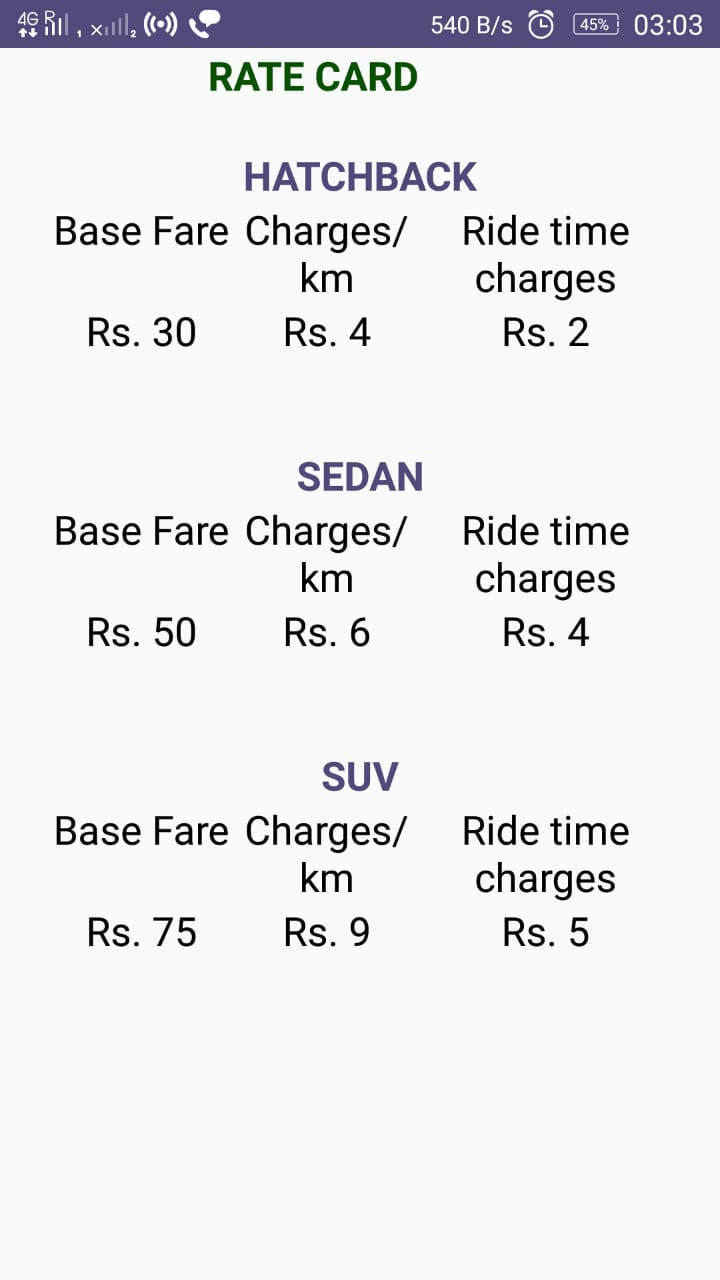 4G R 1 x 2 540 B/s 45% 03:03
RATE CARD
HATCHBACK
Base Fare Charges/ Ride time
km charges
Rs. 30 Rs. 4 Rs. 2
SEDAN
Base Fare Charges/ Ride time
km charges
Rs. 50 Rs. 6 Rs. 4
SUV
Base Fare Charges/ Ride time
km charges
Rs. 75 Rs. 9 Rs. 5